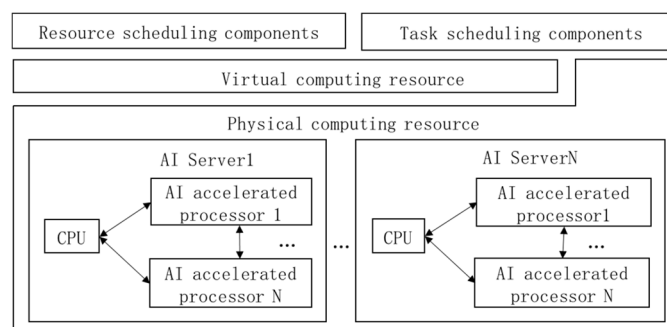 Resource scheduling components
Task scheduling components
Virtual computing resource
Physical computing resource
AI Server1
AI accelerated
processor 1
CPU
...
AI accelerated
processor N
...
AI ServerN
AI accelerated
processor1
CPU
...
AI accelerated
processor N